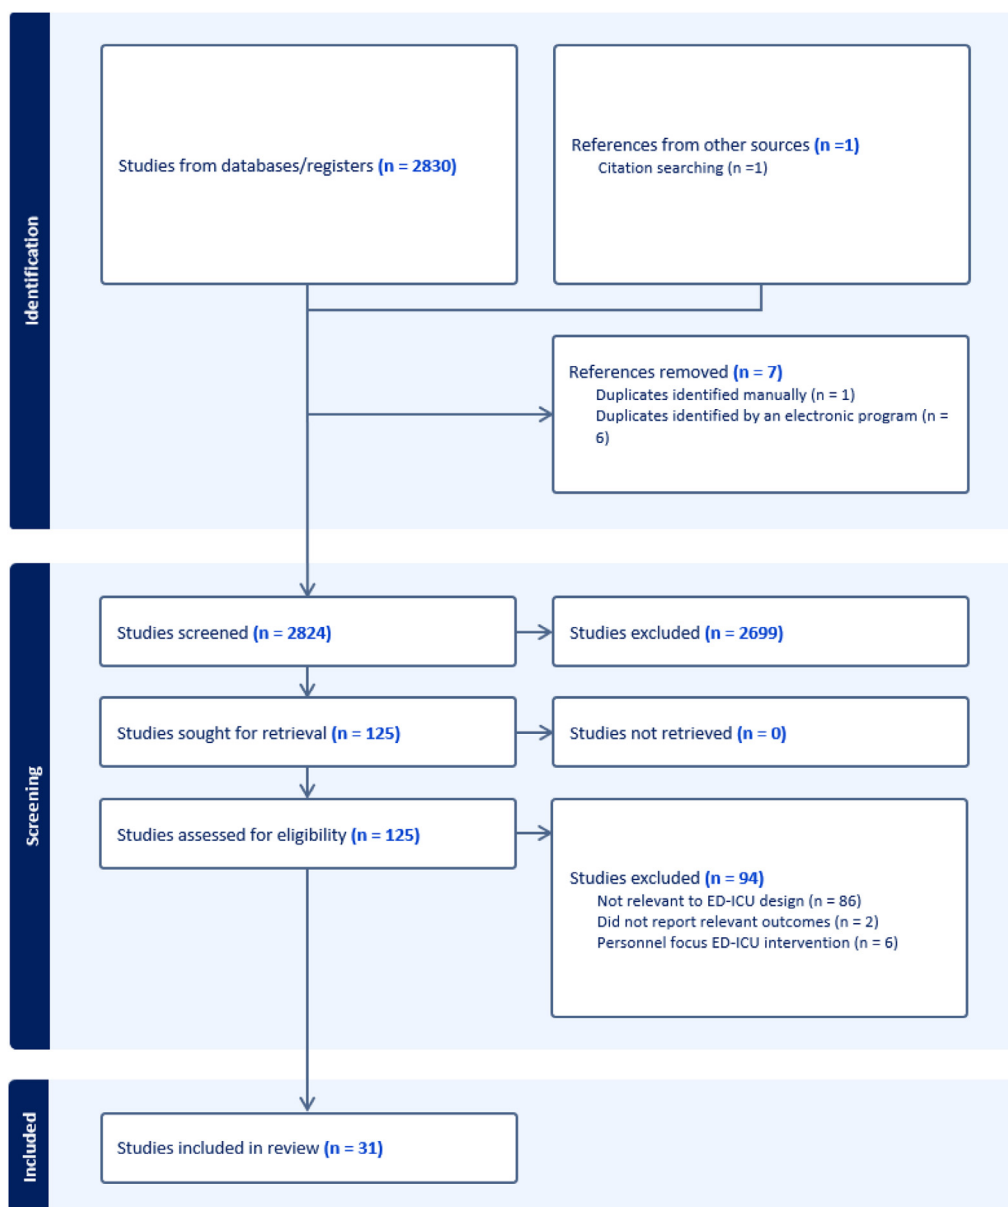 Identification
Studies from databases/registers (n = 2830)
References from other sources (n =1)
Citation searching (n =1)
References removed (n = 7)
Duplicates identified manually (n = 1)
Duplicates identified by an electronic program (n =
6)
Screening
Studies screened (n = 2824)
Studies excluded (n = 2699)
Studies sought for retrieval (n = 125)
Studies not retrieved (n = 0)
Studies assessed for eligibility (n = 125)
Studies excluded (n = 94)
Not relevant to ED-ICU design (n = 86)
Did not report relevant outcomes (n = 2)
Personnel focus ED-ICU intervention (n = 6)
Included
Studies included in review (n = 31)